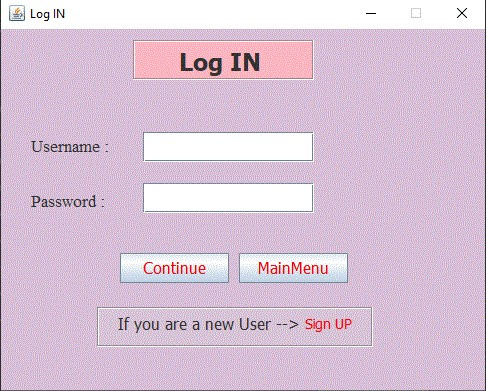 Log IN
Log IN
Username :
Password :
Continue MainMenu
If you are a new User --> Sign UP